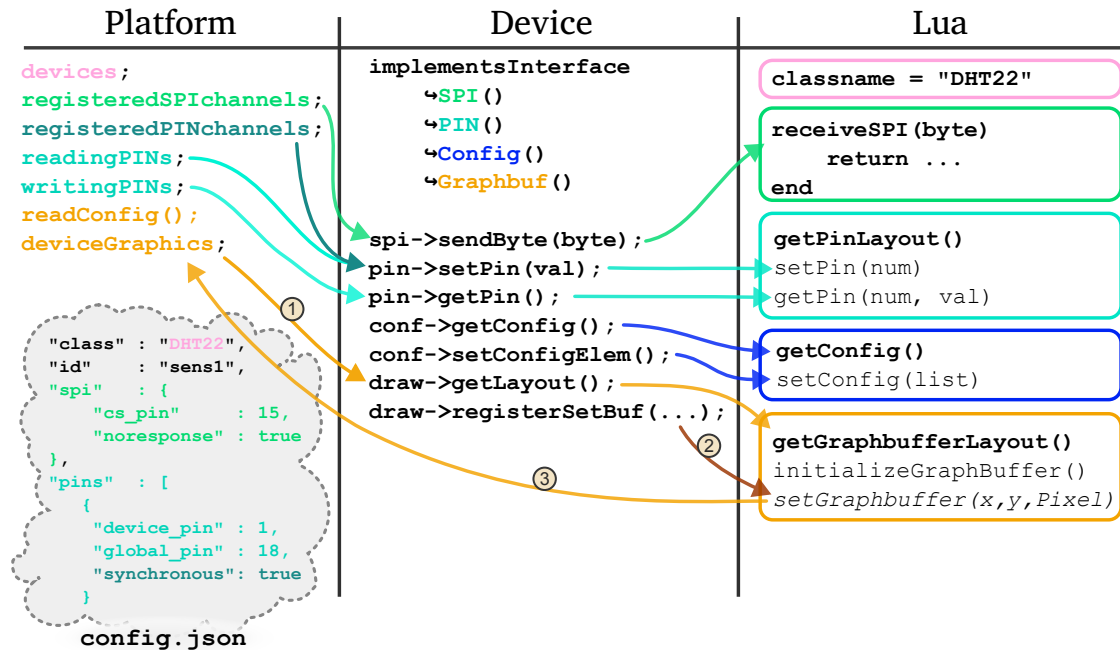 Platform
devices;
registeredSPIchannels;
registeredPINchannels;
readingPINs;
writingPINs;
readConfig();
deviceGraphics;
"class" : "DHT22",
"id"    : "sens1",
"spi"    : {
"cs_pin"     : 15,
"noresponse" : true
},
"pins"  : [
{
"device_pin" : 1,
"global_pin" : 18,
"synchronous": true
}
config.json
Device
implementsInterface
↪SPI()
↪PIN()
↪Config()
↪Graphbuf()
spi->sendByte(byte);
pin->setPin(val);
pin->getPin();
conf->getConfig();
conf->setConfigElem();
draw->getLayout();
draw->registerSetBuf(...);
1
2
3
Lua
classname = "DHT22"
receiveSPI(byte)
return ...
end
getPinLayout()
setPin(num)
getPin(num, val)
getConfig()
setConfig(list)
getGraphbufferLayout()
initializeGraphBuffer()
setGraphbuffer(x,y,Pixel)